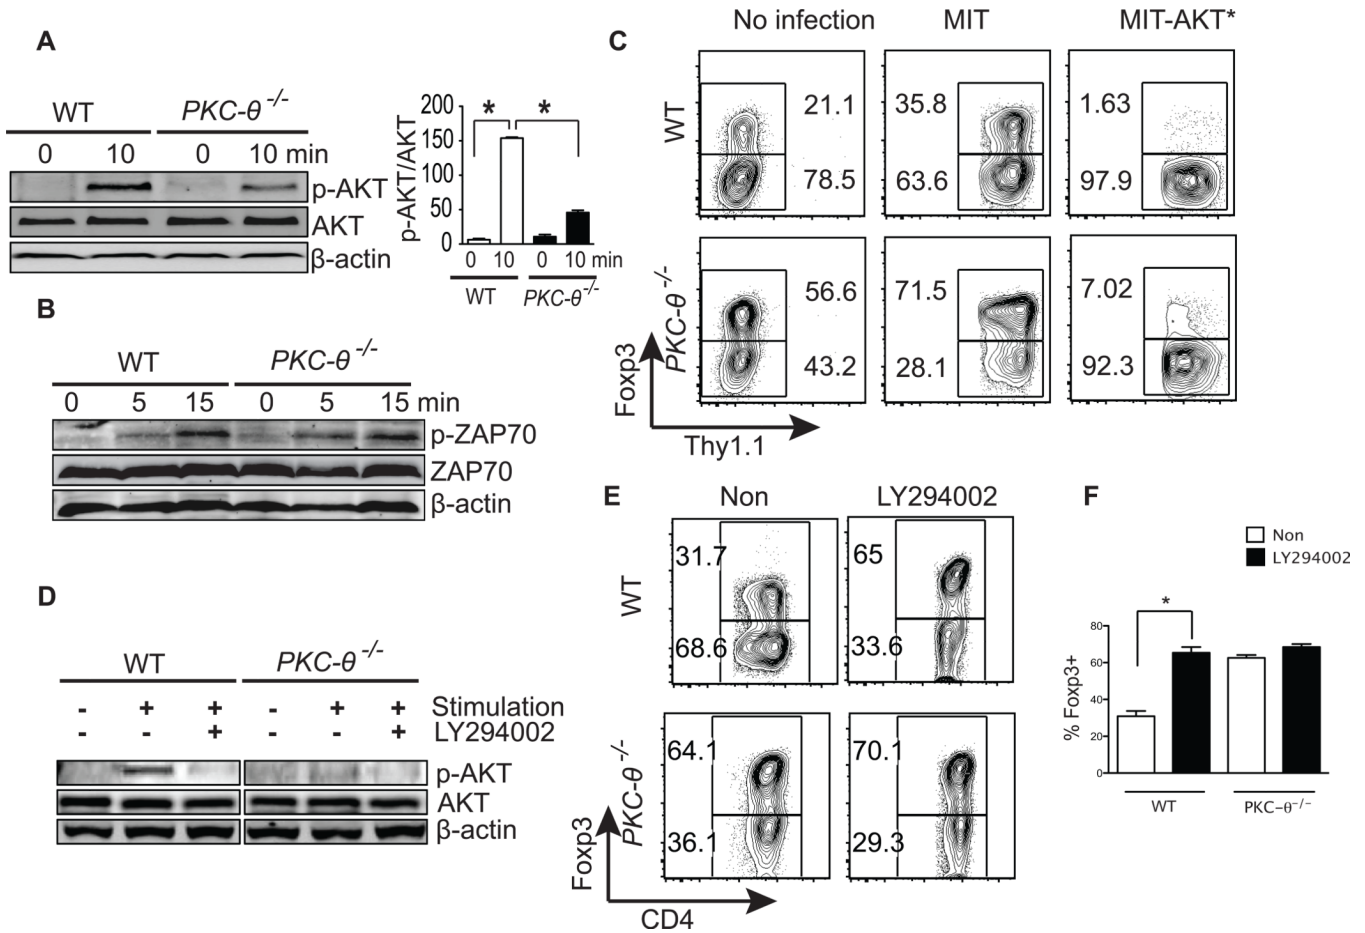 A
WT PKC-θ -/-
0 10 0 10 min
p-AKT
AKT
β-actin
p-AKT/AKT
200
150
100
50
0
* *
0 10 0 10 min
WT PKC-θ-/-
B
WT PKC-θ -/-
0 5 15 0 5 15 min
p-ZAP70
ZAP70
β-actin
C
No infection MIT MIT-AKT*
WT
21.1 35.8 1.63
78.5 63.6 97.9
PKC-θ -/-
56.6 71.5 7.02
43.2 28.1 92.3
Foxp3
Thy1.1
D
WT PKC-θ -/-
- + + - + + Stimulation
- - + - - + LY294002
p-AKT
AKT
β-actin
E
Non LY294002
WT
31.7 65
68.6 33.6
PKC-θ -/-
64.1 70.1
36.1 29.3
Foxp3
CD4
F
Non
LY294002
*
% Foxp3+
80
60
40
20
0
WT PKC-θ-/-